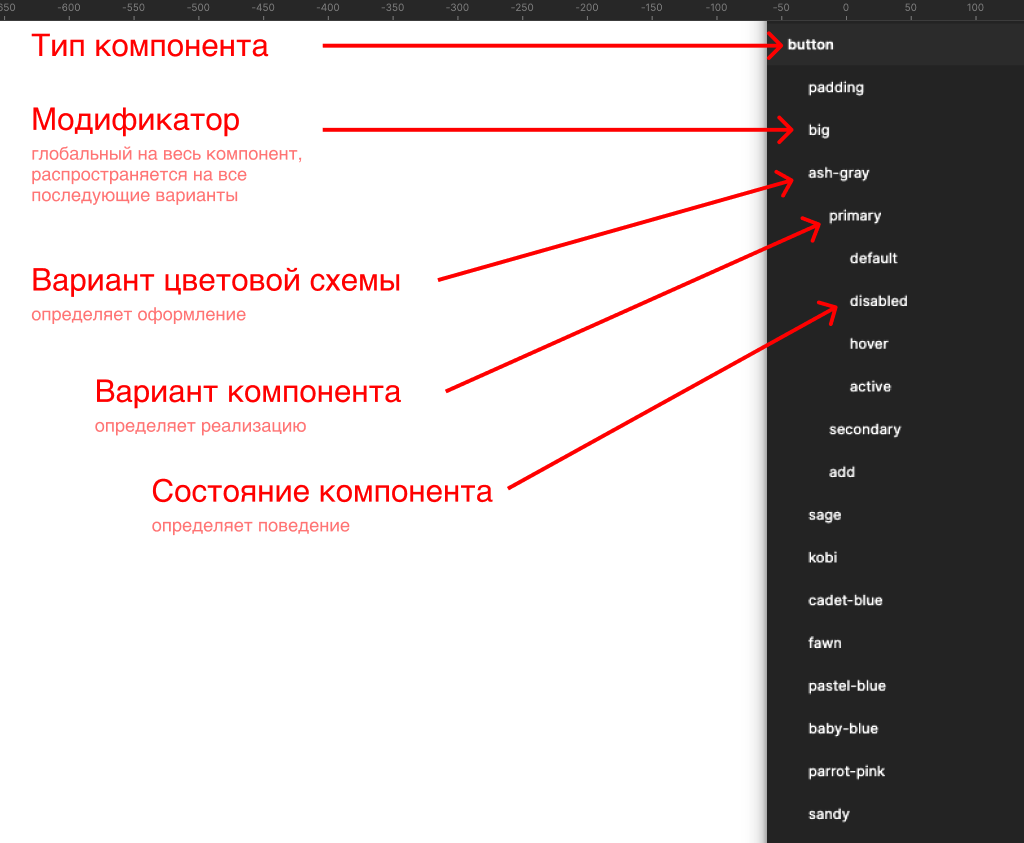 650 -600 -550 -500 -450 -400 -350 -300 -250 -200 -150 -100 -50 0 50 100
Тип компонента
button
padding
Модификатор
big
глобальный на весь компонент,
распространяется на все
последующие варианты
ash-gray
primary
default
Вариант цветовой схемы
определяет оформление
disabled
hover
Вариант компонента
определяет реализацию
active
secondary
add
Состояние компонента
определяет поведение
sage
kobi
cadet-blue
fawn
pastel-blue
baby-blue
parrot-pink
sandy